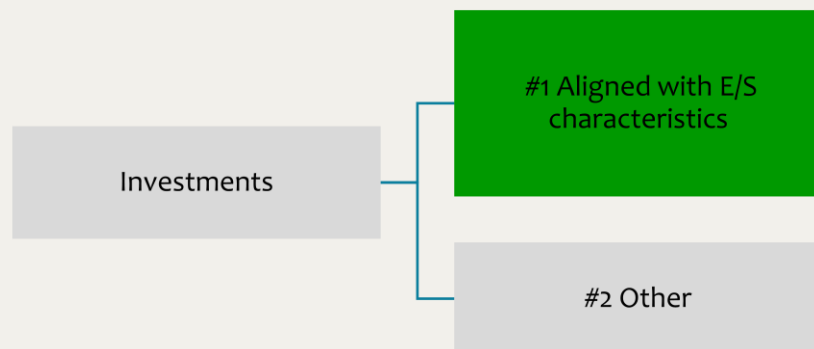 #1 Aligned with E/S
characteristics
Investments
#2 Other